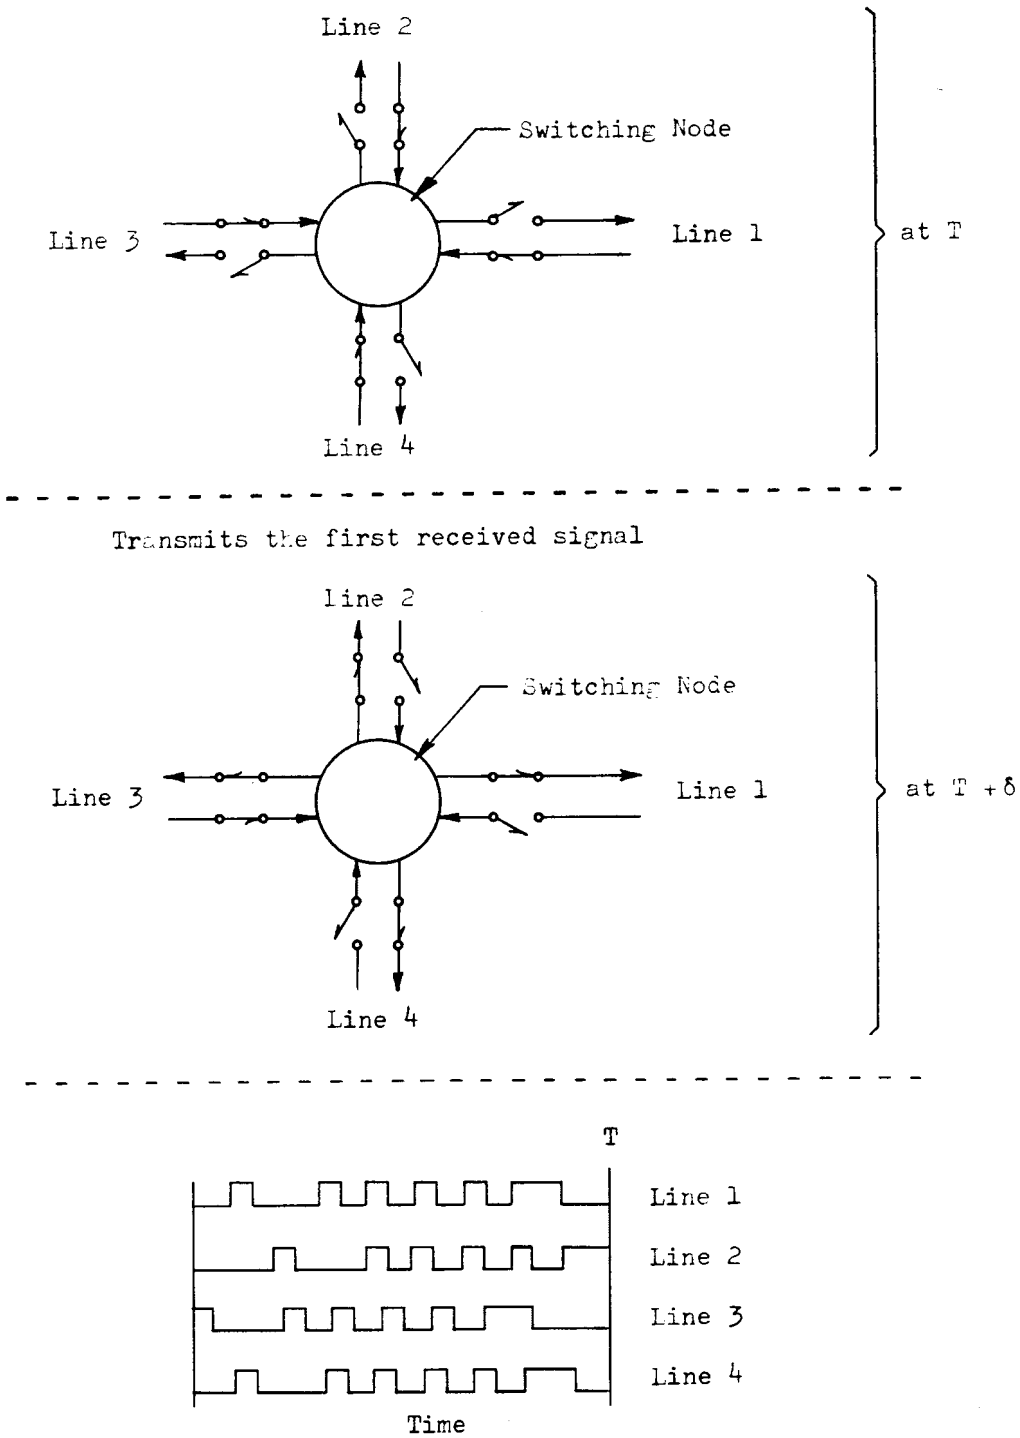 Line 2
Switching Node
Line 3
Line 1
at T
Line 4
Transmits the first received signal
Line 2
Switching Node
Line 3
Line 1
at T + δ
Line 4
T
Line 1
Line 2
Line 3
Line 4
Time